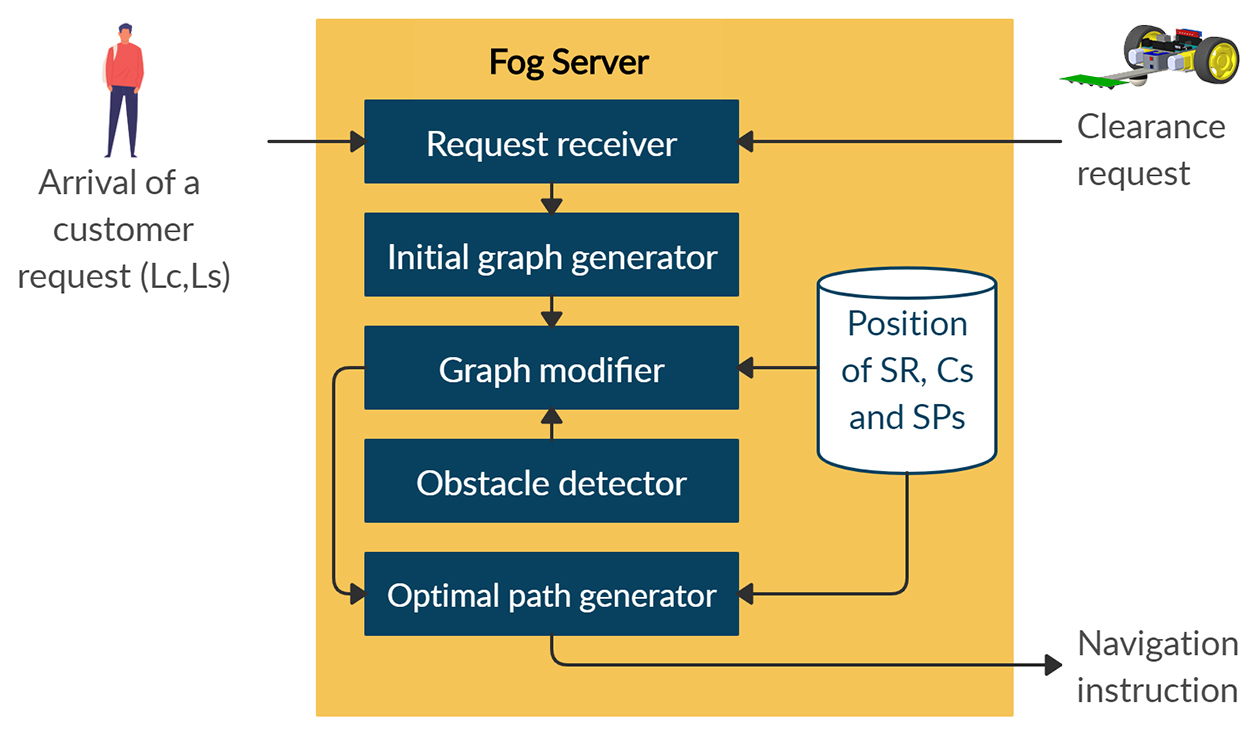 Fog Server
Arrival of a
customer
request (Lc,Ls)
Request receiver
Clearance
request
Initial graph generator
Graph modifier
Position
of SR, Cs
and SPs
Obstacle detector
Optimal path generator
Navigation
instruction